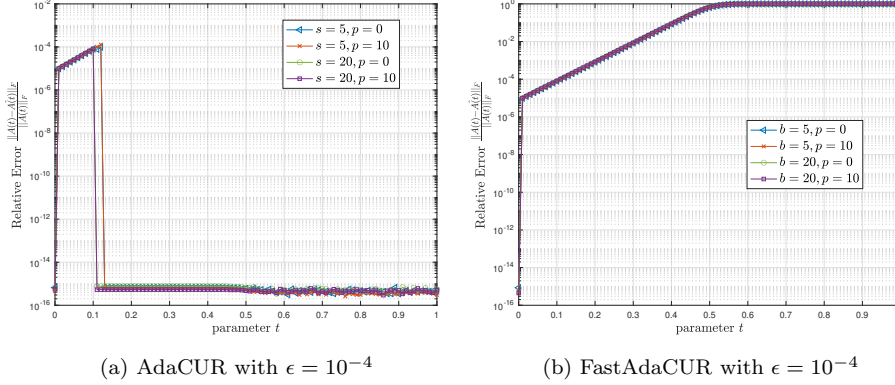 10^-2
10^-4
10^-6
10^-8
10^-10
10^-12
10^-14
10^-16
Relative Error ||A(t)−Ã(t)||_F / ||A(t)||_F
s = 5, p = 0
s = 5, p = 10
s = 20, p = 0
s = 20, p = 10
0 0.1 0.2 0.3 0.4 0.5 0.6 0.7 0.8 0.9 1
parameter t
(a) AdaCUR with ϵ = 10^−4
10^0
10^-2
10^-4
10^-6
10^-8
10^-10
10^-12
10^-14
10^-16
Relative Error ||A(t)−Ã(t)||_F / ||A(t)||_F
b = 5, p = 0
b = 5, p = 10
b = 20, p = 0
b = 20, p = 10
0 0.1 0.2 0.3 0.4 0.5 0.6 0.7 0.8 0.9
parameter t
(b) FastAdaCUR with ϵ = 10^−4